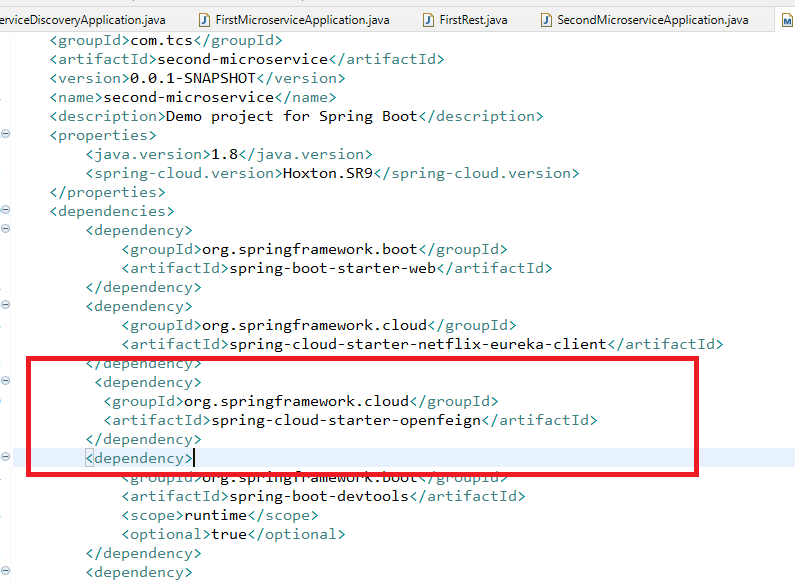 erviceDiscoveryApplication.java FirstMicroserviceApplication.java FirstRest.java SecondMicroserviceApplication.java M
<groupId>com.tcs</groupId>
<artifactId>second-microservice</artifactId>
<version>0.0.1-SNAPSHOT</version>
<name>second-microservice</name>
<description>Demo project for Spring Boot</description>
<properties>
<java.version>1.8</java.version>
<spring-cloud.version>Hoxton.SR9</spring-cloud.version>
</properties>
<dependencies>
<dependency>
<groupId>org.springframework.boot</groupId>
<artifactId>spring-boot-starter-web</artifactId>
</dependency>
<dependency>
<groupId>org.springframework.cloud</groupId>
<artifactId>spring-cloud-starter-netflix-eureka-client</artifactId>
</dependency>
<dependency>
<groupId>org.springframework.cloud</groupId>
<artifactId>spring-cloud-starter-openfeign</artifactId>
</dependency>
<dependency>
<groupId>org.springframework.boot</groupId>
<artifactId>spring-boot-devtools</artifactId>
<scope>runtime</scope>
<optional>true</optional>
</dependency>
<dependency>